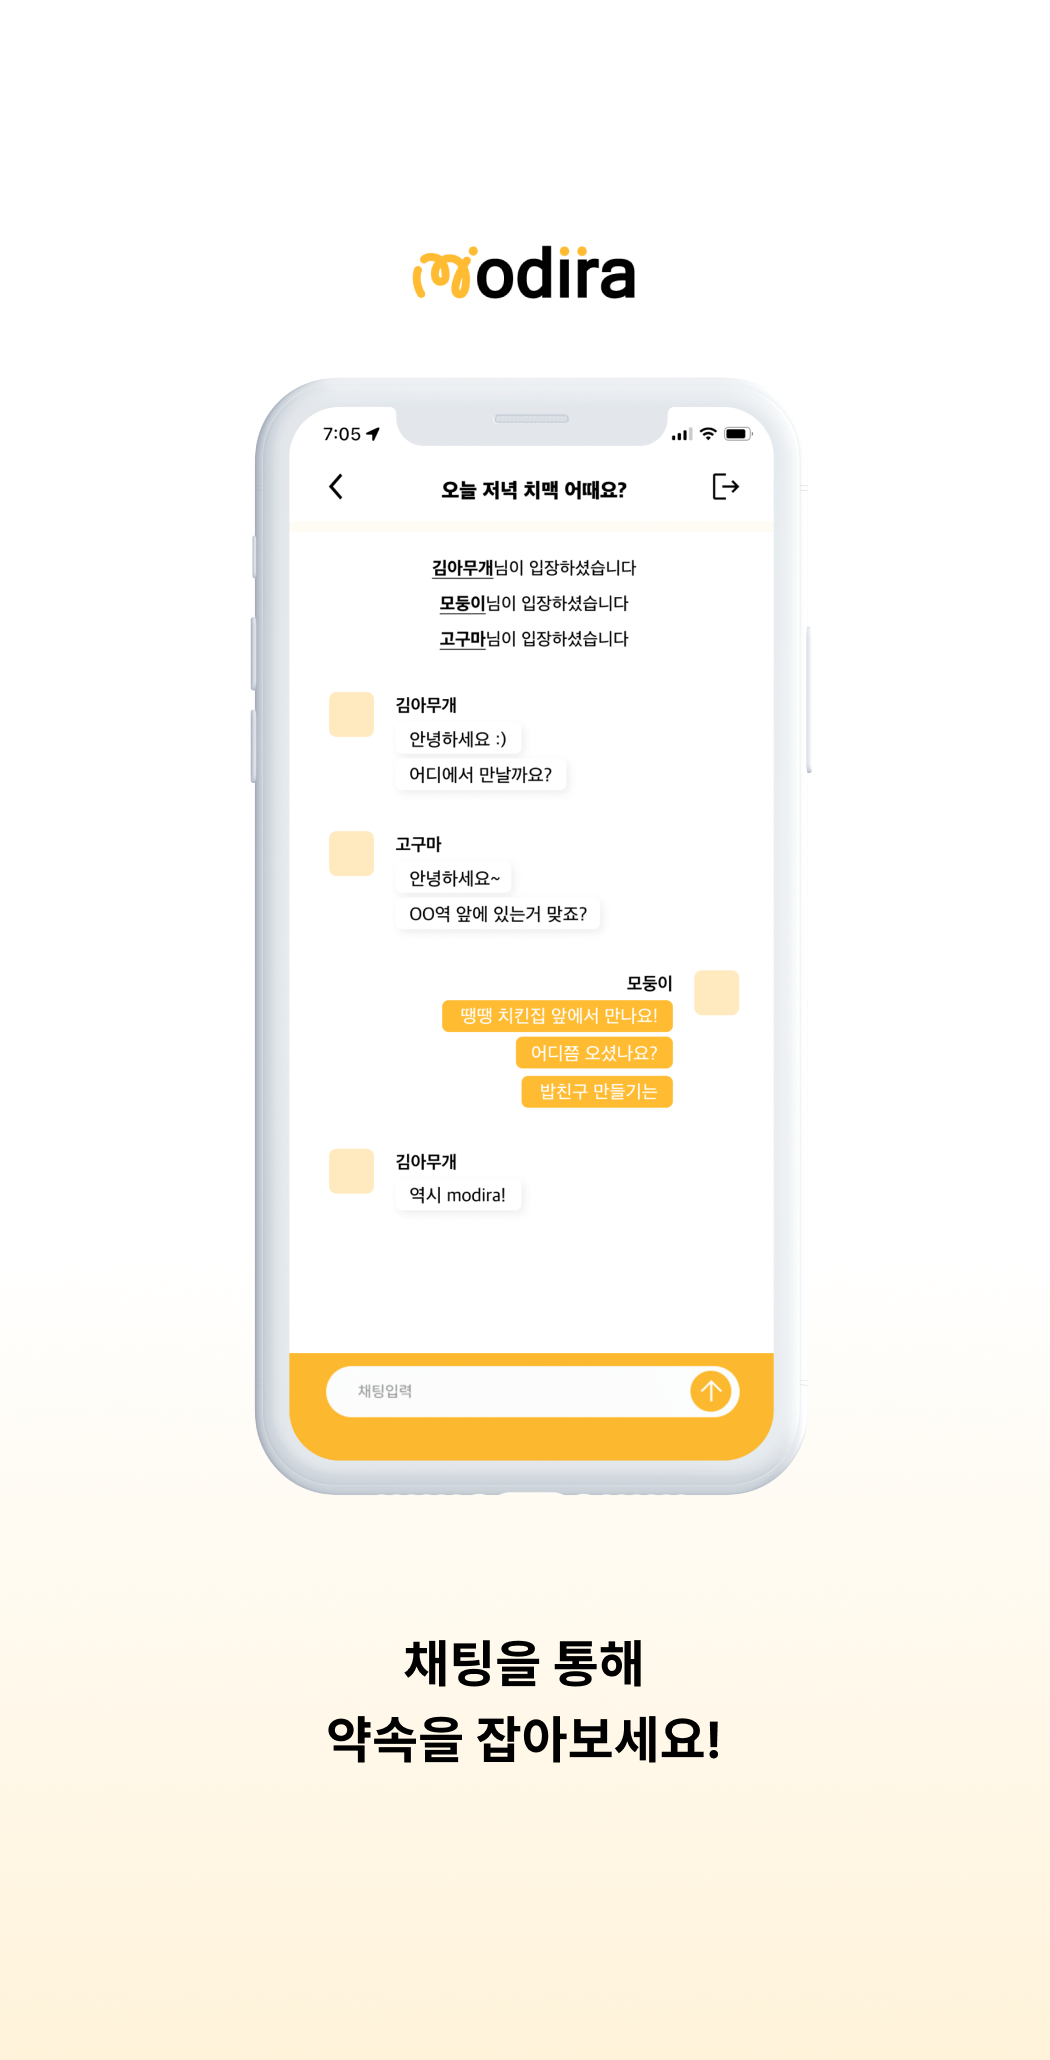 modira
7:05
오늘 저녁 치맥 어때요?
김아무개님이 입장하셨습니다
모둥이님이 입장하셨습니다
고구마님이 입장하셨습니다
김아무개
안녕하세요 :)
어디에서 만날까요?
고구마
안녕하세요~
OO역 앞에 있는거 맞죠?
모둥이
땡땡 치킨집 앞에서 만나요!
어디쯤 오셨나요?
밥친구 만들기는
김아무개
역시 modira!
채팅입력
채팅을 통해
약속을 잡아보세요!